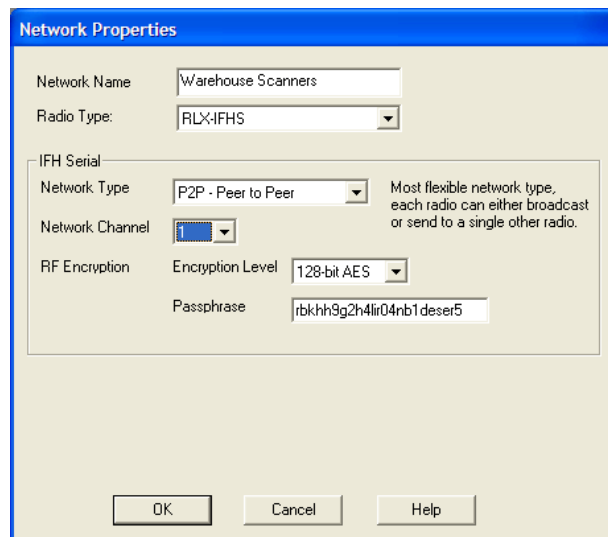 Network Properties
Network Name Warehouse Scanners
Radio Type: RLX-IFHS
IFH Serial
Network Type P2P - Peer to Peer
Most flexible network type,
each radio can either broadcast
or send to a single other radio.
Network Channel 1
RF Encryption Encryption Level 128-bit AES
Passphrase rbkhh9g2h4lir04nb1deser5
OK Cancel Help